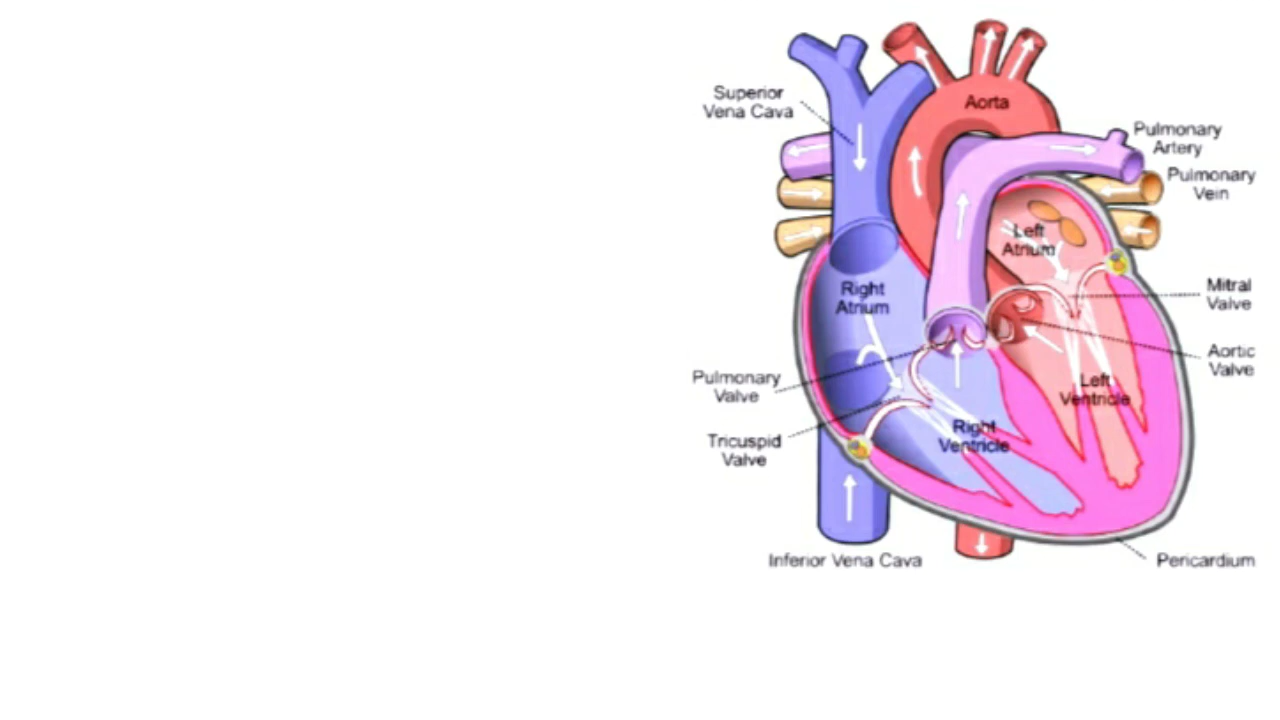 Superior
Vena Cava
Aorta
Pulmonary
Artery
Pulmonary
Vein
Left
Atrium
Right
Atrium
Mitral
Valve
Aortic
Valve
Pulmonary
Valve
Left
Ventricle
Tricuspid
Valve
Right
Ventricle
Inferior Vena Cava
Pericardium